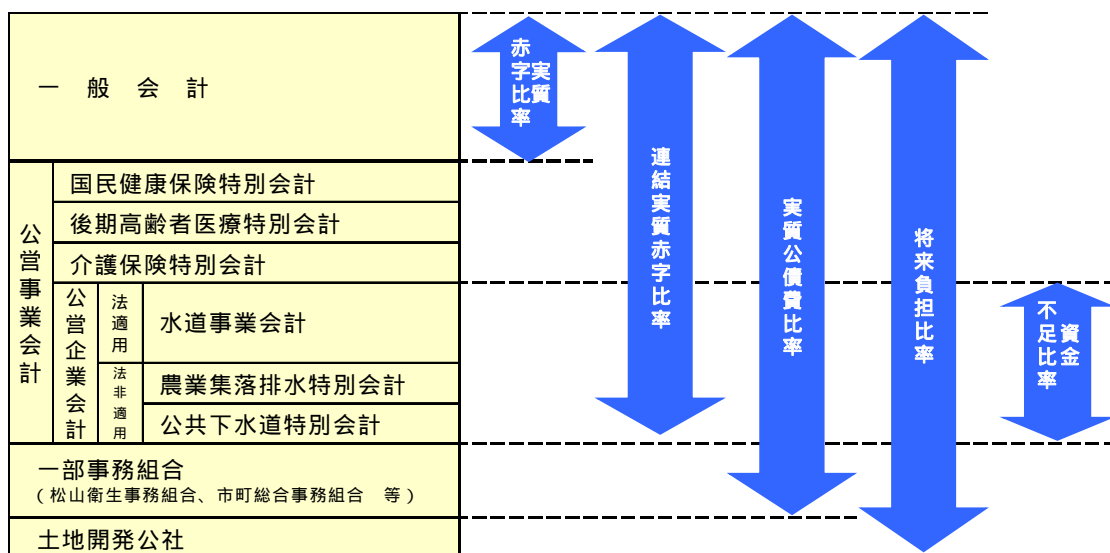 一般会計
公営事業会計
国民健康保険特別会計
後期高齢者医療特別会計
介護保険特別会計
公営企業会計
法適用
水道事業会計
法非適用
農業集落排水特別会計
公共下水道特別会計
一部事務組合
(松山衛生事務組合、市町総合事務組合 等)
土地開発公社
実質
赤字比率
連結実質赤字比率
実質公債費比率
将来負担比率
資金
不足比率